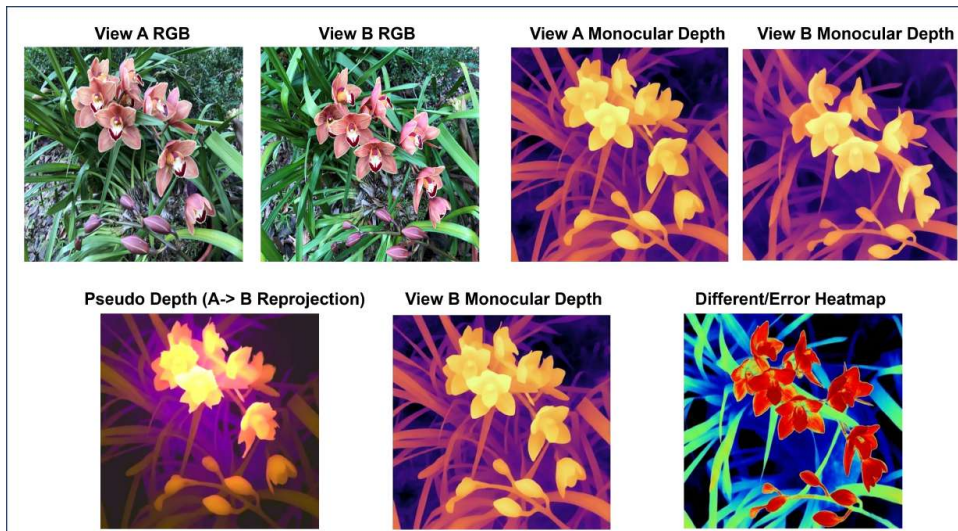 View A RGB
View B RGB
View A Monocular Depth
View B Monocular Depth
Pseudo Depth (A-> B Reprojection)
View B Monocular Depth
Different/Error Heatmap